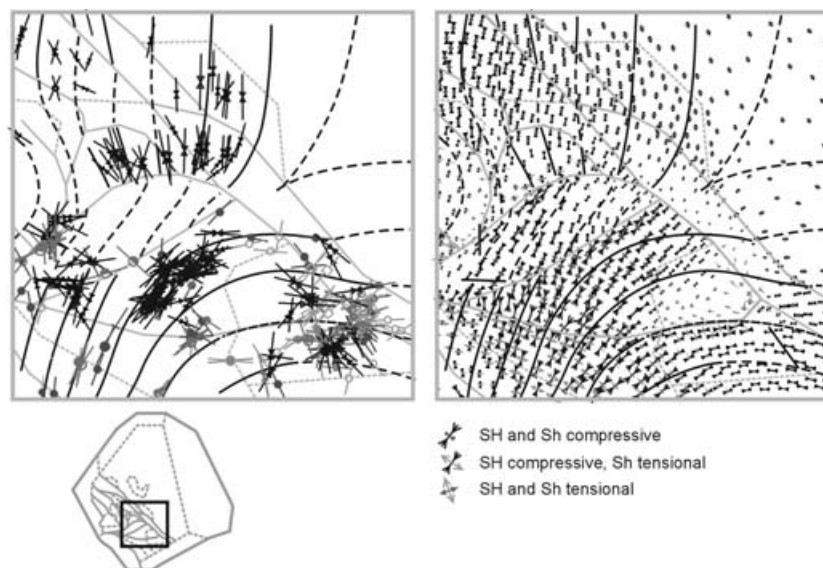 SH and Sh compressive
SH compressive, Sh tensional
SH and Sh tensional